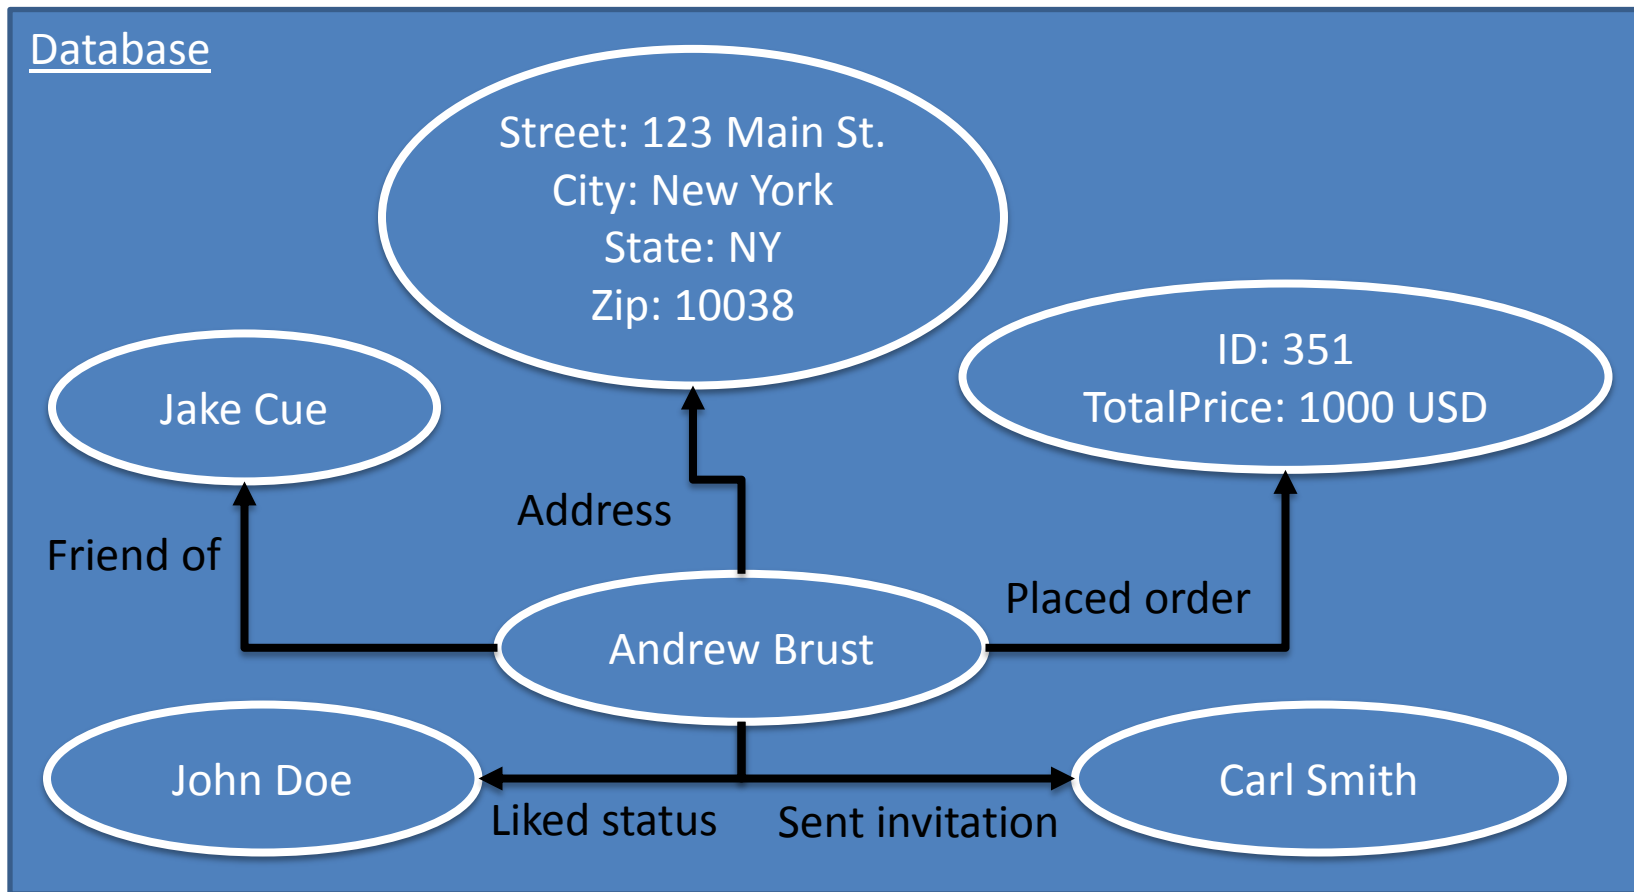 Database
Street: 123 Main St.
City: New York
State: NY
Zip: 10038
ID: 351
TotalPrice: 1000 USD
Jake Cue
Address
Friend of
Placed order
Andrew Brust
John Doe
Carl Smith
Liked status
Sent invitation